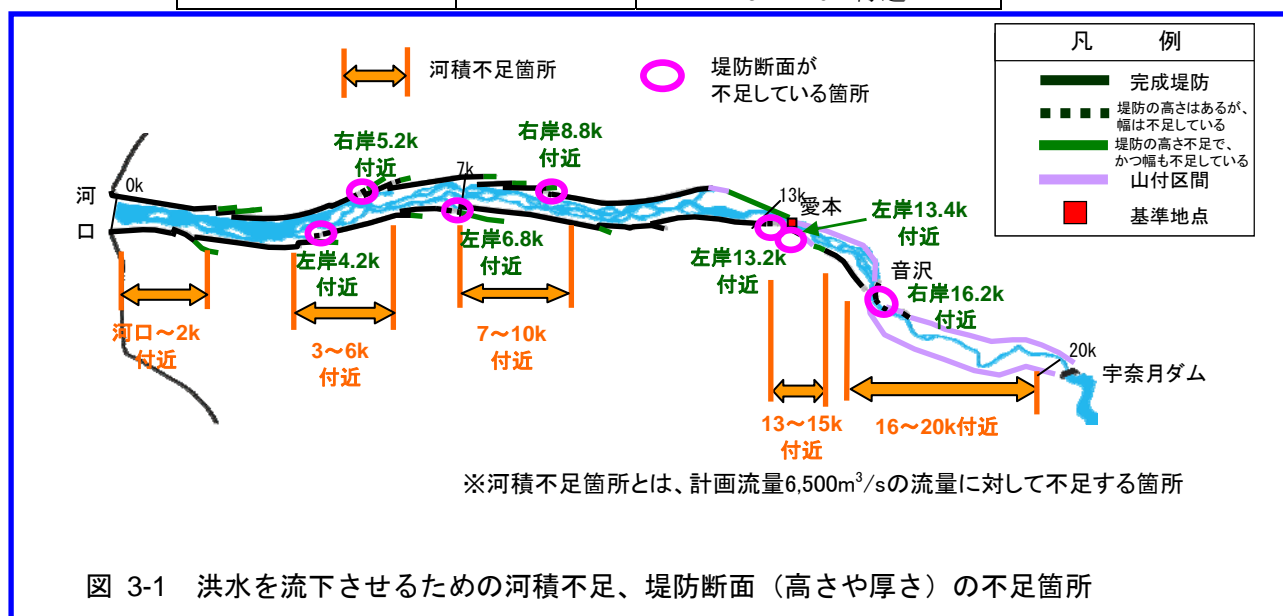 河積不足箇所
堤防断面が
不足している箇所
凡 例
完成堤防
堤防の高さはあるが、
幅は不足している
堤防の高さ不足で、
かつ幅も不足している
山付区間
基準地点
右岸5.2k
付近
右岸8.8k
付近
7k
0k
河
口
13k
愛本
左岸13.4k
付近
左岸4.2k
付近
左岸6.8k
付近
左岸13.2k
付近
音沢
右岸16.2k
付近
20k
宇奈月ダム
河口～2k
付近
3～6k
付近
7～10k
付近
13～15k
付近
16～20k付近
※河積不足箇所とは、計画流量6,500m³/sの流量に対して不足する箇所
図 3-1 洪水を流下させるための河積不足、堤防断面（高さや厚さ）の不足箇所